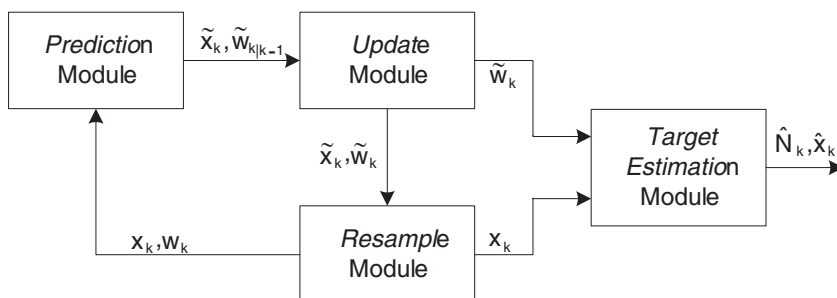 Prediction
Module
x̃ₖ,w̃ₖ|ₖ₋₁
Update
Module
w̃ₖ
Target
Estimation
Module
N̂ₖ,x̂ₖ
x̃ₖ,w̃ₖ
xₖ,wₖ
Resample
Module
xₖ